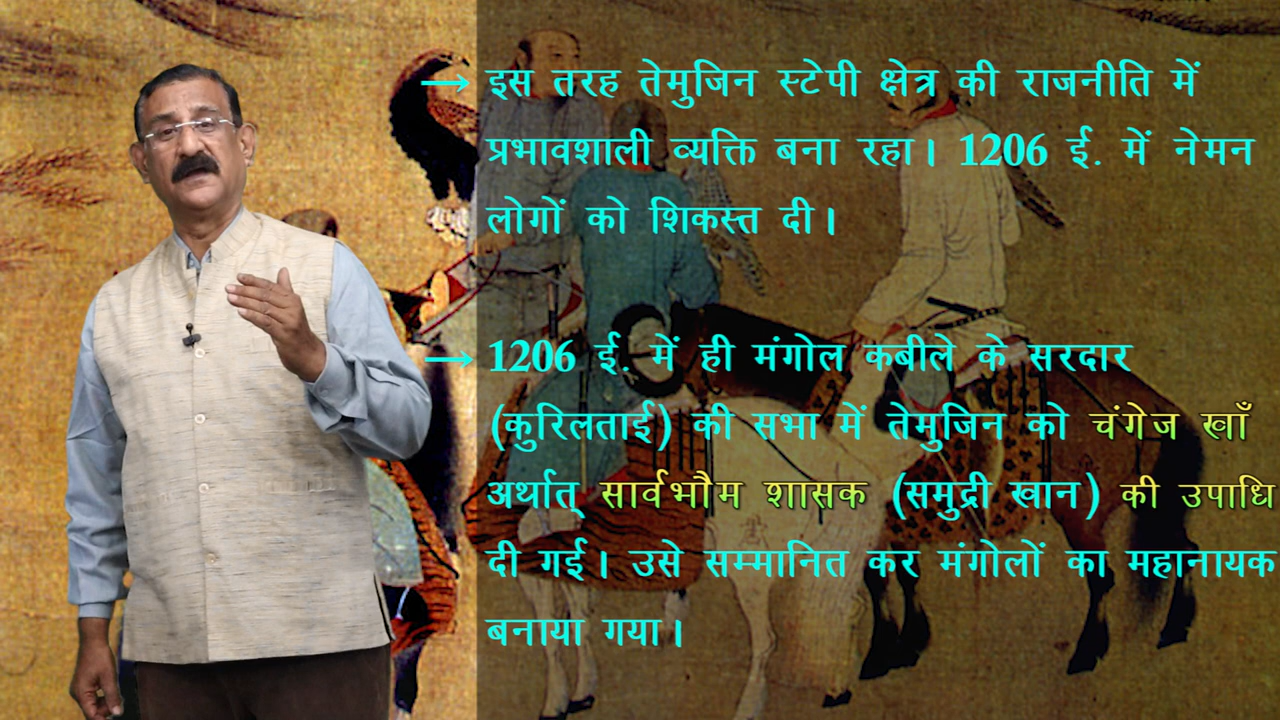 → इस तरह तेमुजिन स्टेपी क्षेत्र की राजनीति में
प्रभावशाली व्यक्ति बना रहा। 1206 ई. में नेमन
लोगों को शिकस्त दी।
→ 1206 ई. में ही मंगोल कबीले के सरदार
(कुरिलताई) की सभा में तेमुजिन को चंगेज खाँ
अर्थात् सार्वभौम शासक (समुद्री खान) की उपाधि
दी गई। उसे सम्मानित कर मंगोलों का महानायक
बनाया गया।